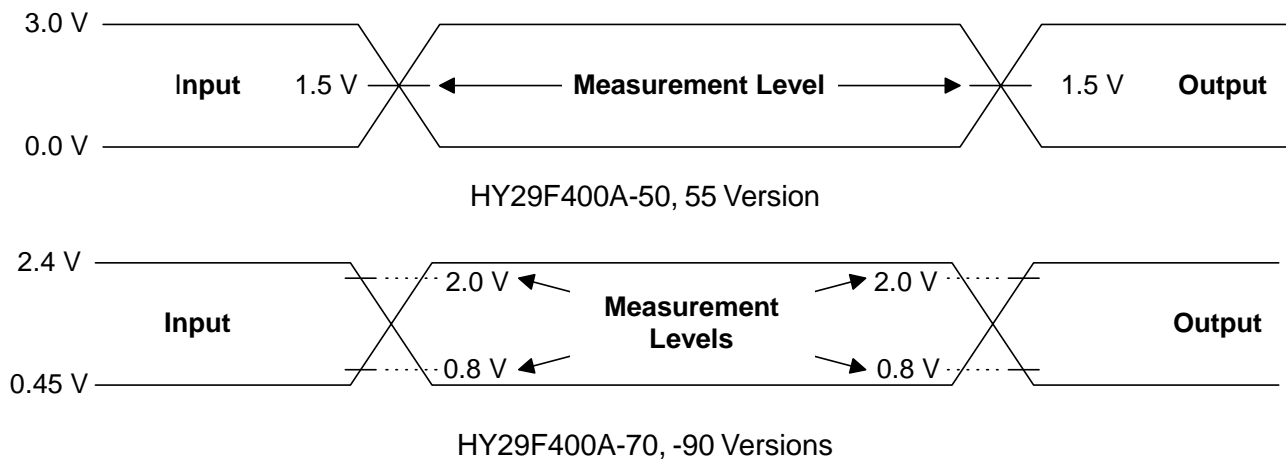 3.0 V
Input 1.5 V Measurement Level 1.5 V Output
0.0 V
HY29F400A-50, 55 Version
2.4 V
2.0 V 2.0 V
Input Measurement Levels Output
0.8 V 0.8 V
0.45 V
HY29F400A-70, -90 Versions